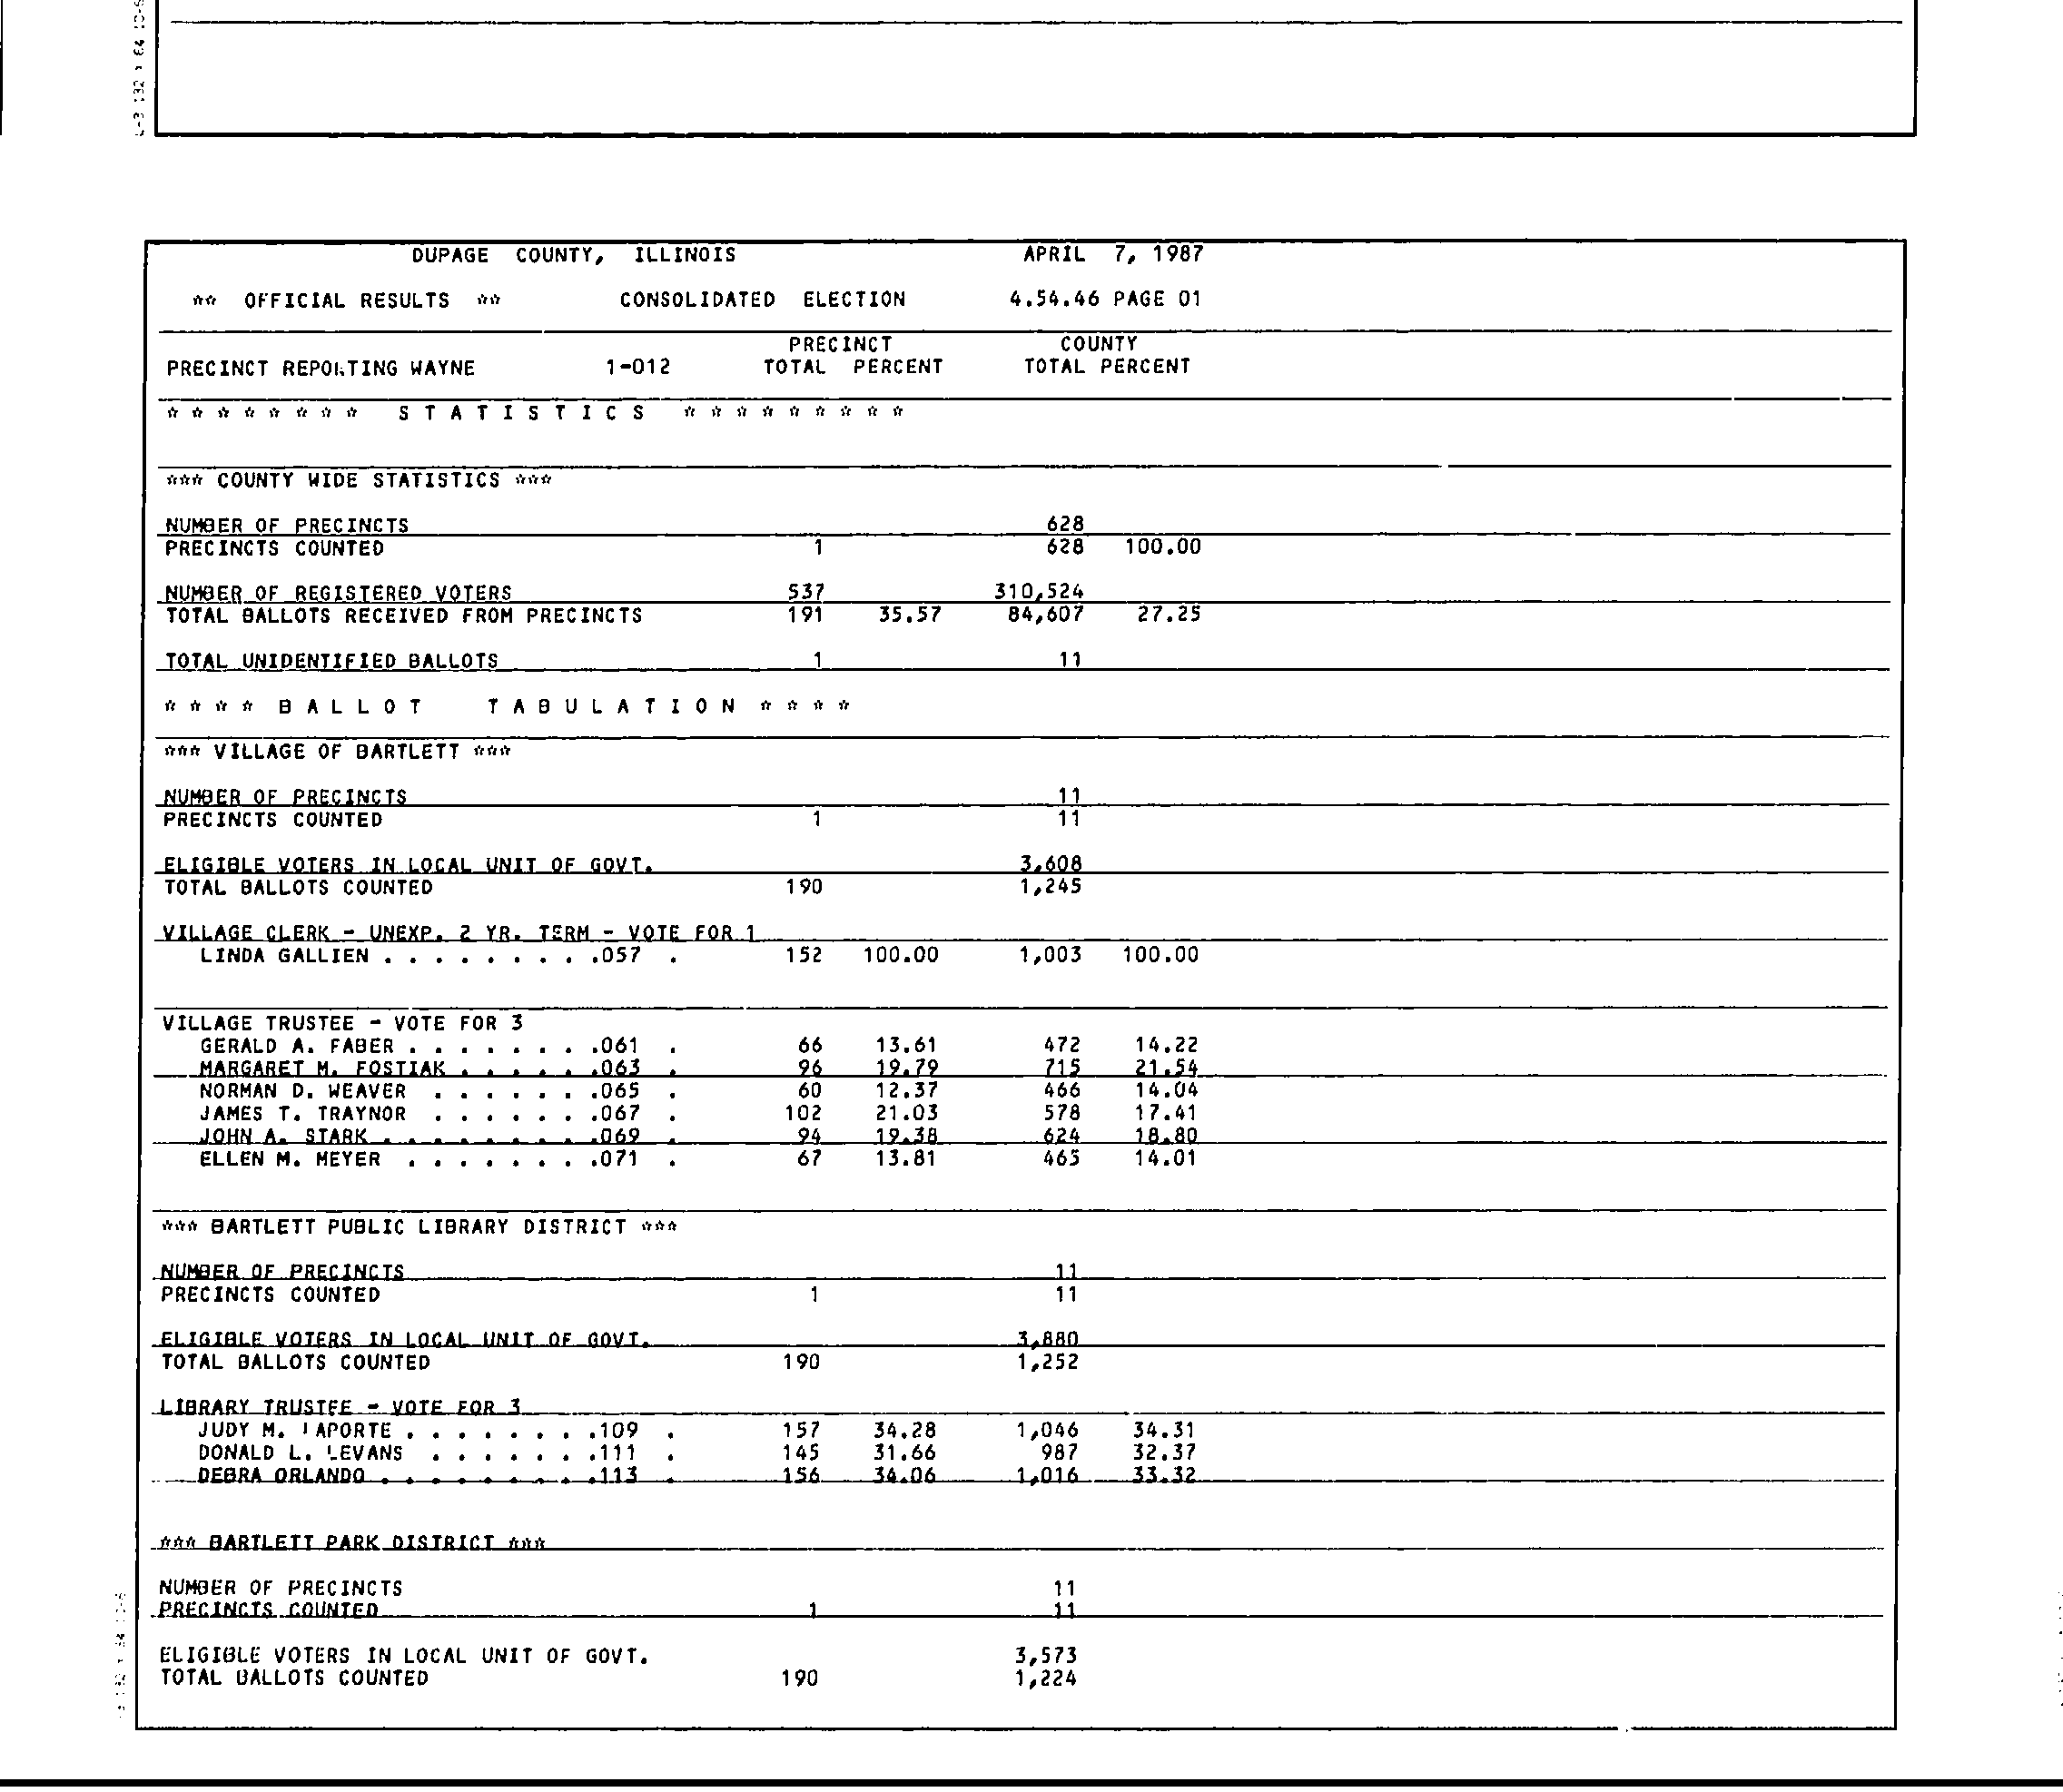 DUPAGE COUNTY, ILLINOIS APRIL 7, 1987
** OFFICIAL RESULTS ** CONSOLIDATED ELECTION 4.54.46 PAGE 01
PRECINCT COUNTY
PRECINCT REPORTING WAYNE 1-012 TOTAL PERCENT TOTAL PERCENT
* * * * * * * * S T A T I S T I C S * * * * * * * * *
*** COUNTY WIDE STATISTICS ***
NUMBER OF PRECINCTS 628
PRECINCTS COUNTED 1 628 100.00
NUMBER OF REGISTERED VOTERS 537 310,524
TOTAL BALLOTS RECEIVED FROM PRECINCTS 191 35.57 84,607 27.25
TOTAL UNIDENTIFIED BALLOTS 1 11
* * * * B A L L O T T A B U L A T I O N * * * *
*** VILLAGE OF BARTLETT ***
NUMBER OF PRECINCTS 11
PRECINCTS COUNTED 1 11
ELIGIBLE VOTERS IN LOCAL UNIT OF GOVT. 3,608
TOTAL BALLOTS COUNTED 190 1,245
VILLAGE CLERK - UNEXP. 2 YR. TERM - VOTE FOR 1
LINDA GALLIEN . . . . . . . . .057 . 152 100.00 1,003 100.00
VILLAGE TRUSTEE - VOTE FOR 3
GERALD A. FABER . . . . . . . .061 . 66 13.61 472 14.22
MARGARET M. FOSTIAK . . . . . .063 . 96 19.79 715 21.54
NORMAN D. WEAVER . . . . . . .065 . 60 12.37 466 14.04
JAMES T. TRAYNOR . . . . . . .067 . 102 21.03 578 17.41
JOHN A. STARK . . . . . . . . .069 . 94 19.38 624 18.80
ELLEN M. MEYER . . . . . . . .071 . 67 13.81 465 14.01
*** BARTLETT PUBLIC LIBRARY DISTRICT ***
NUMBER OF PRECINCTS 11
PRECINCTS COUNTED 1 11
ELIGIBLE VOTERS IN LOCAL UNIT OF GOVT. 3,880
TOTAL BALLOTS COUNTED 190 1,252
LIBRARY TRUSTEE - VOTE FOR 3
JUDY M. LAPORTE . . . . . . . .109 . 157 34.28 1,046 34.31
DONALD L. LEVANS . . . . . . .111 . 145 31.66 987 32.37
DEBRA ORLANDO . . . . . . . . .113 . 156 34.06 1,016 33.32
*** BARTLETT PARK DISTRICT ***
NUMBER OF PRECINCTS 11
PRECINCTS COUNTED 1 11
ELIGIBLE VOTERS IN LOCAL UNIT OF GOVT. 3,573
TOTAL BALLOTS COUNTED 190 1,224